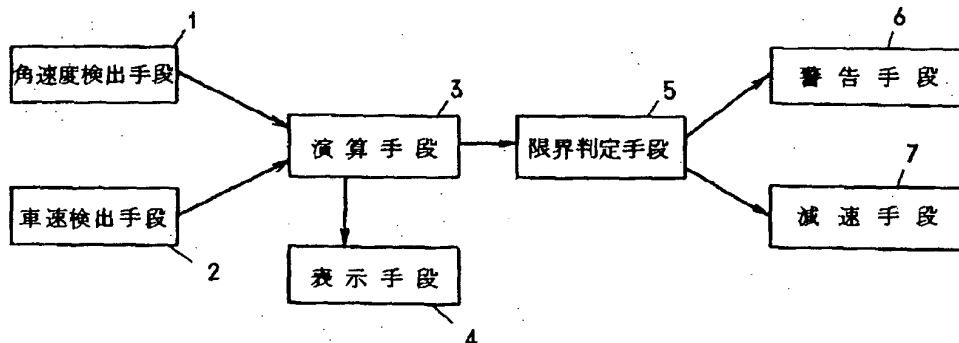 1
角速度検出手段
2
車速検出手段
3
演算手段
4
表示手段
5
限界判定手段
6
警告手段
7
減速手段